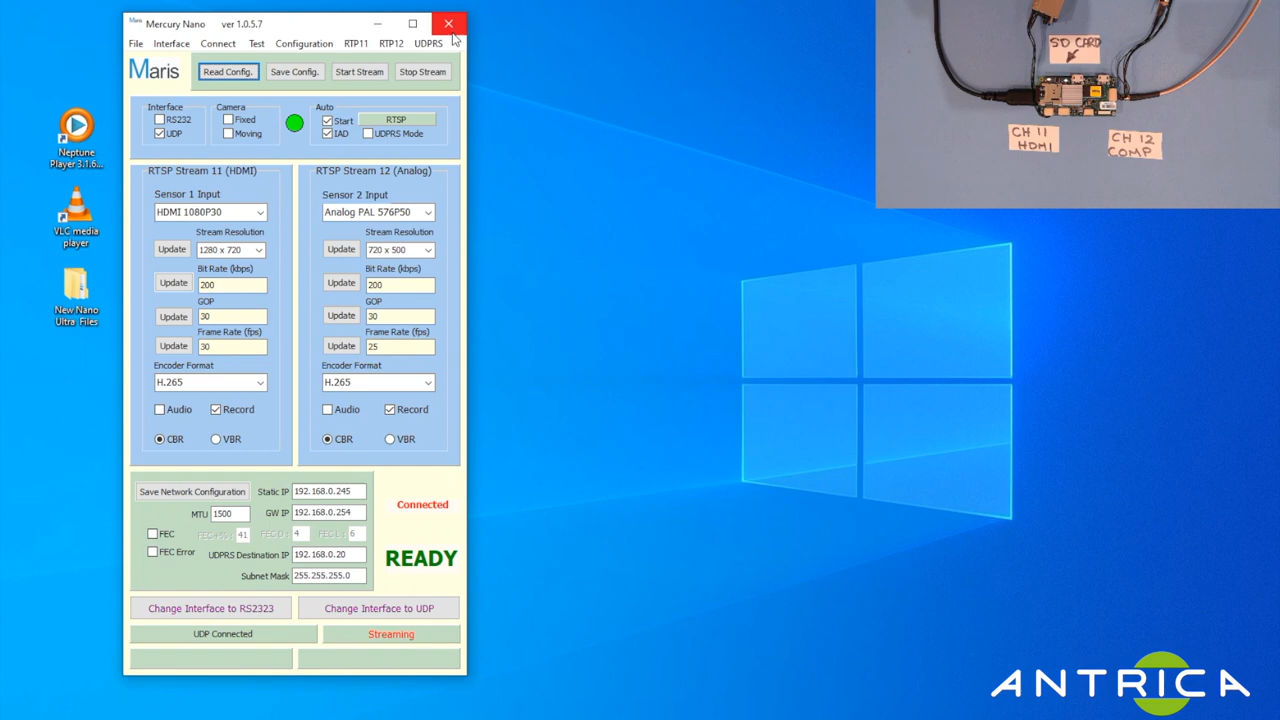 Maris Mercury Nano ver 1.0.5.7
File Interface Connect Test Configuration RTP11 RTP12 UDPRS
Maris Read Config. Save Config. Start Stream Stop Stream
Interface Camera Auto
RS232 Fixed Start RTSP
UDP Moving IAD UDPRS Mode
RTSP Stream 11 (HDMI) RTSP Stream 12 (Analog)
Sensor 1 Input Sensor 2 Input
HDMI 1080P30 Analog PAL 576P50
Stream Resolution Stream Resolution
Update 1280 x 720 Update 720 x 500
Bit Rate (kbps) Bit Rate (kbps)
Update 200 Update 200
GOP GOP
Update 30 Update 30
Frame Rate (fps) Frame Rate (fps)
Update 30 Update 25
Encoder Format Encoder Format
H.265 H.265
Audio Record Audio Record
CBR VBR CBR VBR
Save Network Configuration Static IP 192.168.0.245
MTU 1500 GW IP 192.168.0.254
Connected
FEC 41 FEC D : 4 FEC L : 6
FEC Error UDPRS Destination IP 192.168.0.20
READY
Subnet Mask 255.255.255.0
Change Interface to RS2323 Change Interface to UDP
UDP Connected Streaming
Neptune
Player 3.1.6...
VLC media
player
New Nano
Ultra Files
SD CARD
CH 11
HDMI
CH 12
COMP
ANTRICA